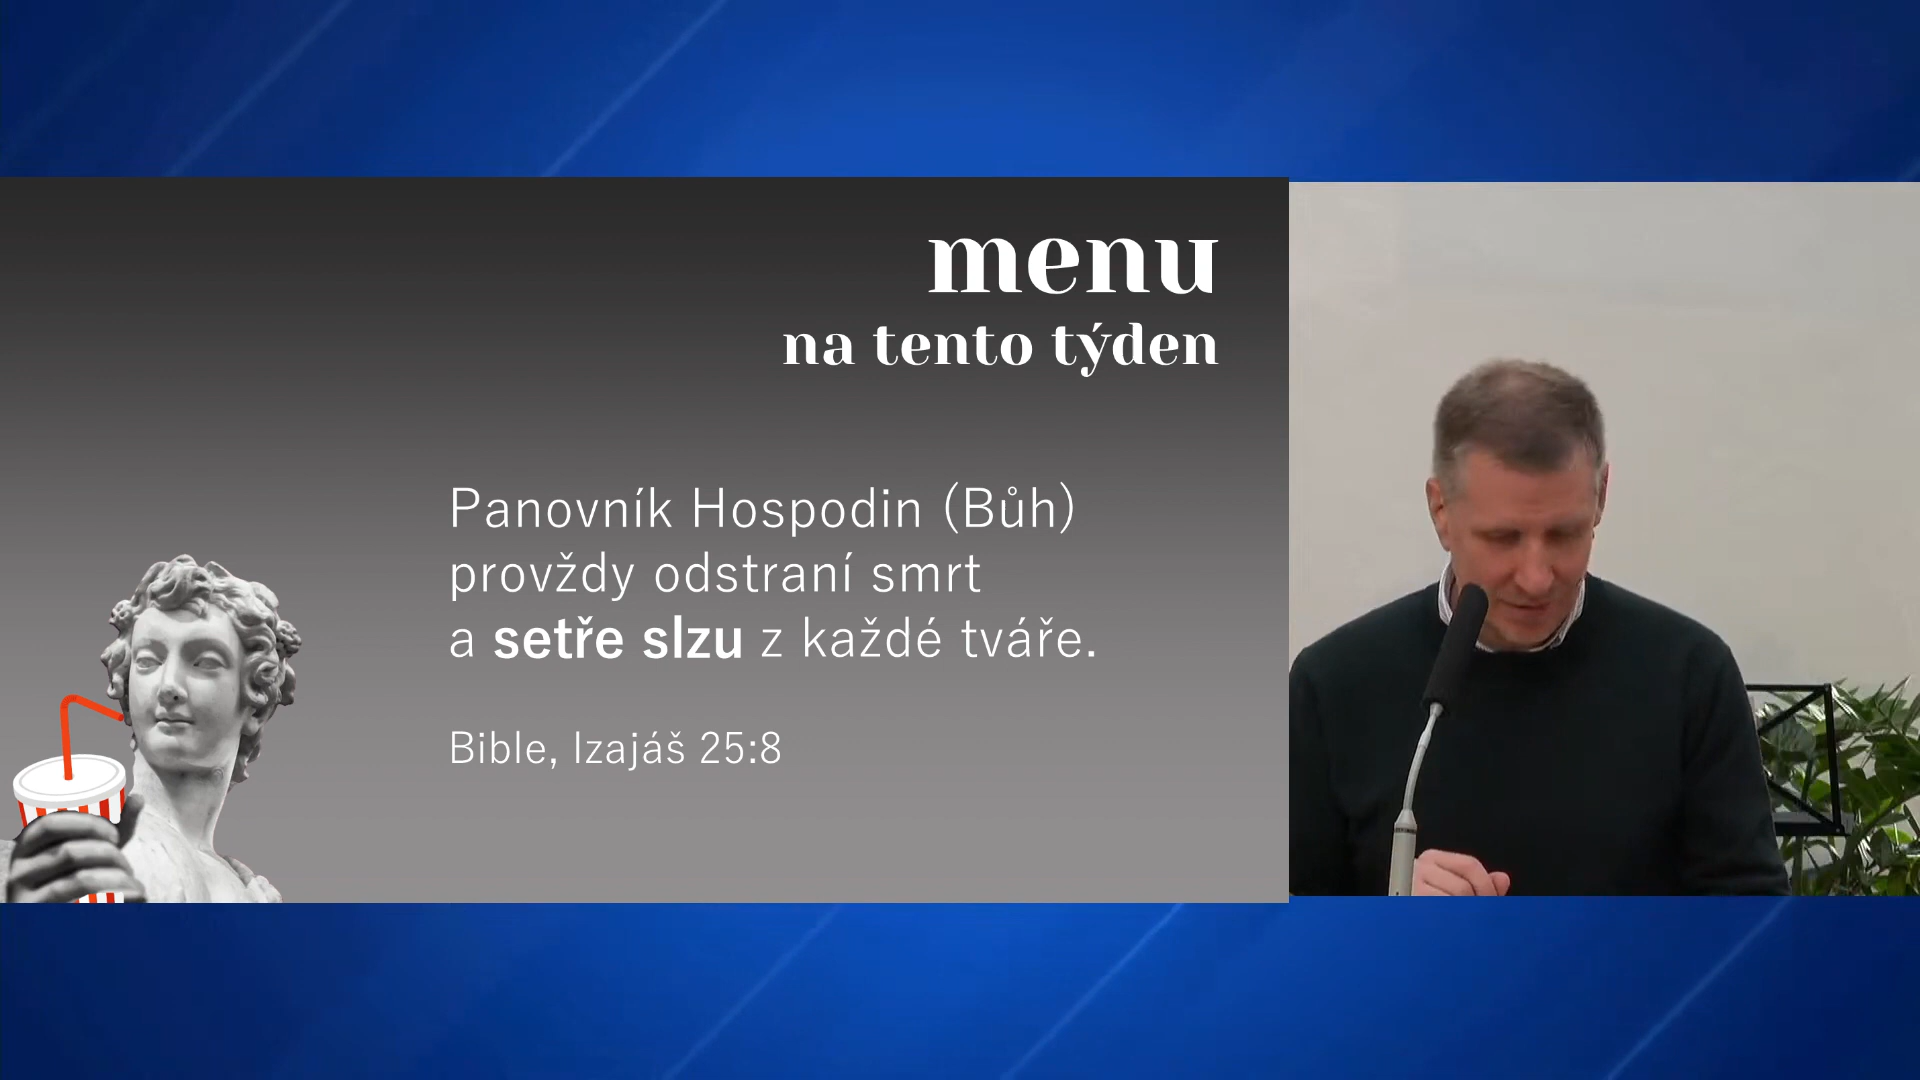 menu
na tento týden
Panovník Hospodin (Bůh)
provždy odstraní smrt
a setře slzu z každé tváře.
Bible, Izajáš 25:8